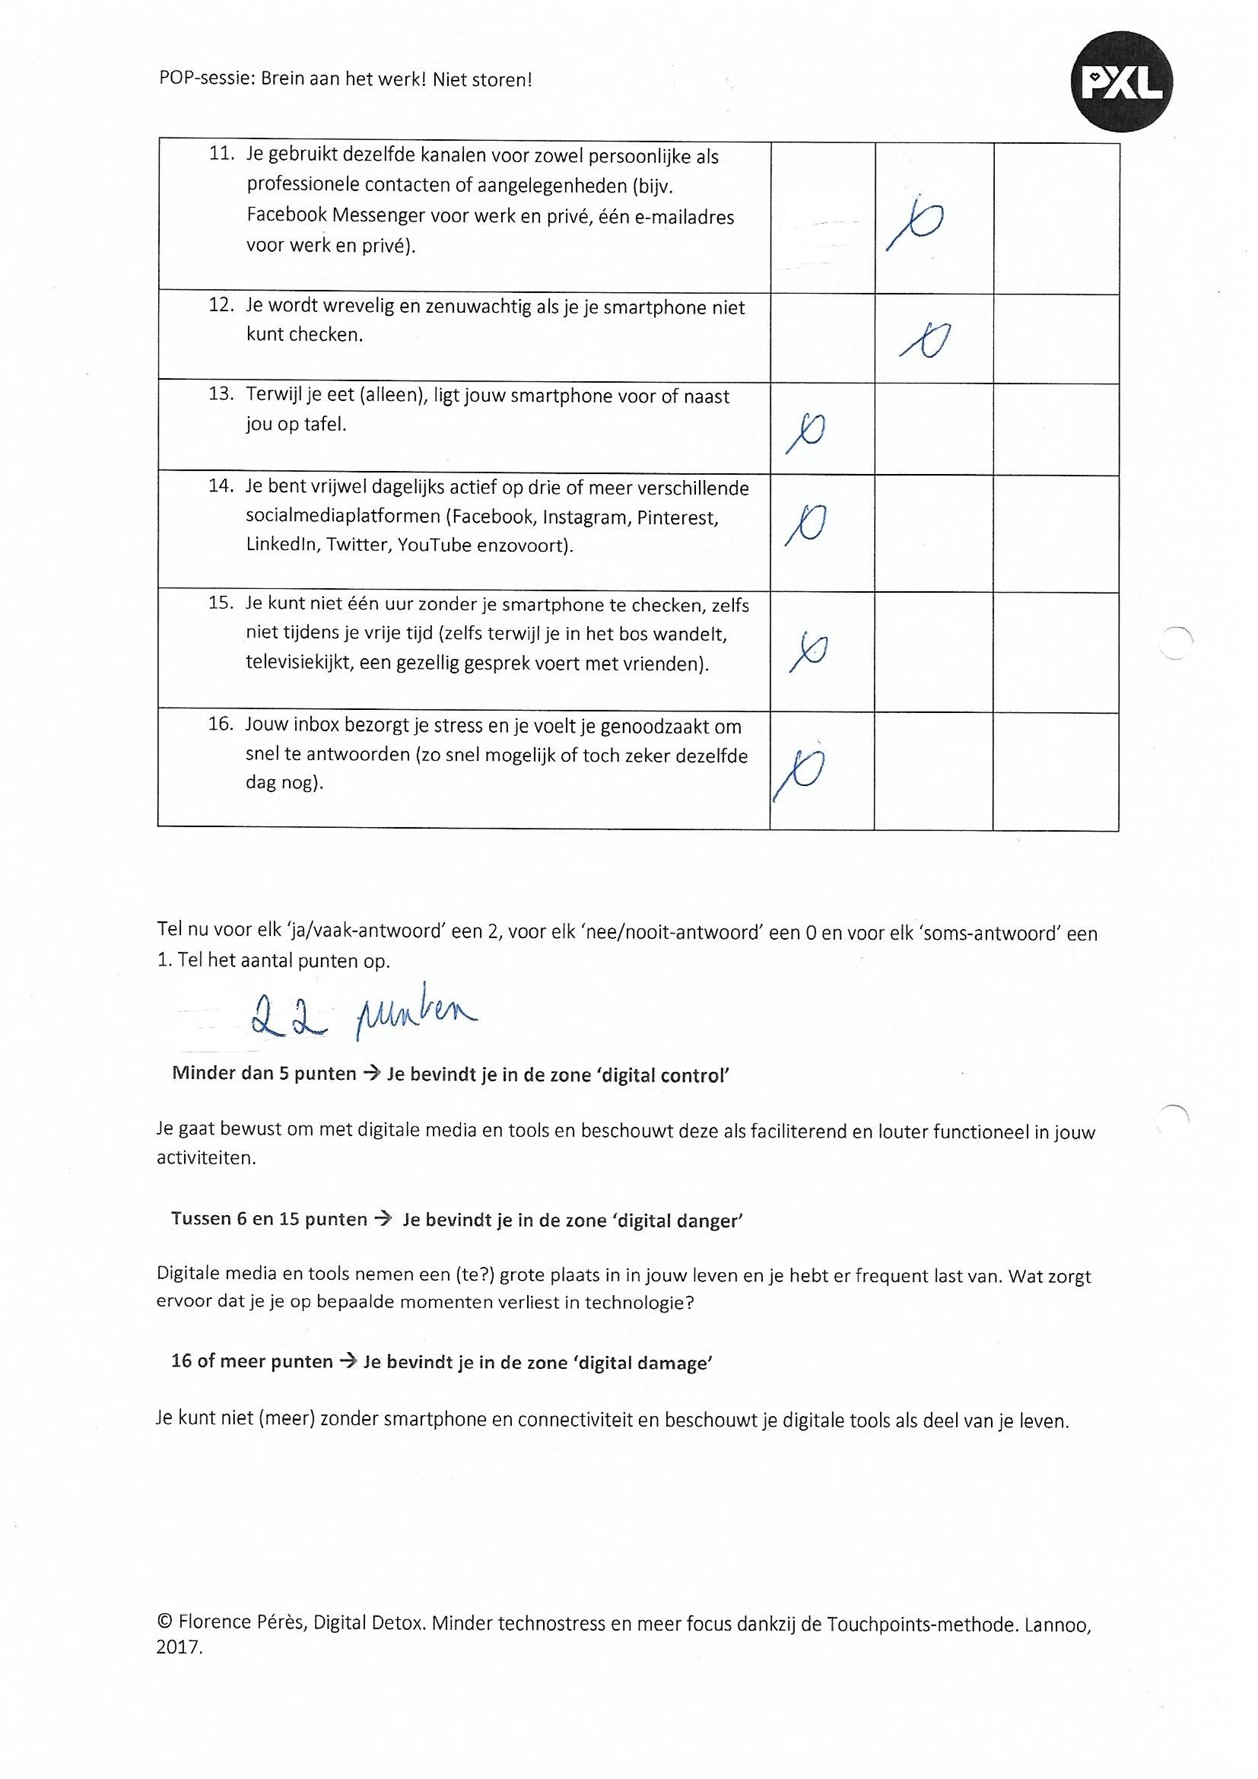 POP-sessie: Brein aan het werk! Niet storen!
PXL
11. Je gebruikt dezelfde kanalen voor zowel persoonlijke als
professionele contacten of aangelegenheden (bijv.
Facebook Messenger voor werk en privé, één e-mailadres
voor werk en privé).
12. Je wordt wrevelig en zenuwachtig als je je smartphone niet
kunt checken.
13. Terwijl je eet (alleen), ligt jouw smartphone voor of naast
jou op tafel.
14. Je bent vrijwel dagelijks actief op drie of meer verschillende
socialmediaplatformen (Facebook, Instagram, Pinterest,
LinkedIn, Twitter, YouTube enzovoort).
15. Je kunt niet één uur zonder je smartphone te checken, zelfs
niet tijdens je vrije tijd (zelfs terwijl je in het bos wandelt,
televisiekijkt, een gezellig gesprek voert met vrienden).
16. Jouw inbox bezorgt je stress en je voelt je genoodzaakt om
snel te antwoorden (zo snel mogelijk of toch zeker dezelfde
dag nog).
Tel nu voor elk ‘ja/vaak-antwoord’ een 2, voor elk ‘nee/nooit-antwoord’ een 0 en voor elk ‘soms-antwoord’ een
1. Tel het aantal punten op.
22 punten
Minder dan 5 punten → Je bevindt je in de zone ‘digital control’
Je gaat bewust om met digitale media en tools en beschouwt deze als faciliterend en louter functioneel in jouw
activiteiten.
Tussen 6 en 15 punten → Je bevindt je in de zone ‘digital danger’
Digitale media en tools nemen een (te?) grote plaats in in jouw leven en je hebt er frequent last van. Wat zorgt
ervoor dat je je op bepaalde momenten verliest in technologie?
16 of meer punten → Je bevindt je in de zone ‘digital damage’
Je kunt niet (meer) zonder smartphone en connectiviteit en beschouwt je digitale tools als deel van je leven.
© Florence Pérès, Digital Detox. Minder technostress en meer focus dankzij de Touchpoints-methode. Lannoo,
2017.